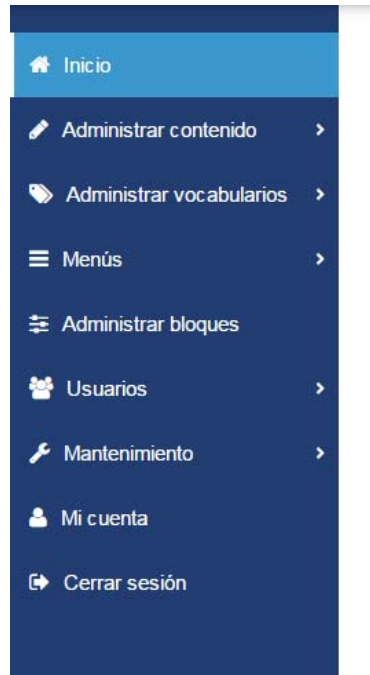 Inicio
Administrar contenido
Administrar vocabularios
Menús
Administrar bloques
Usuarios
Mantenimiento
Mi cuenta
Cerrar sesión